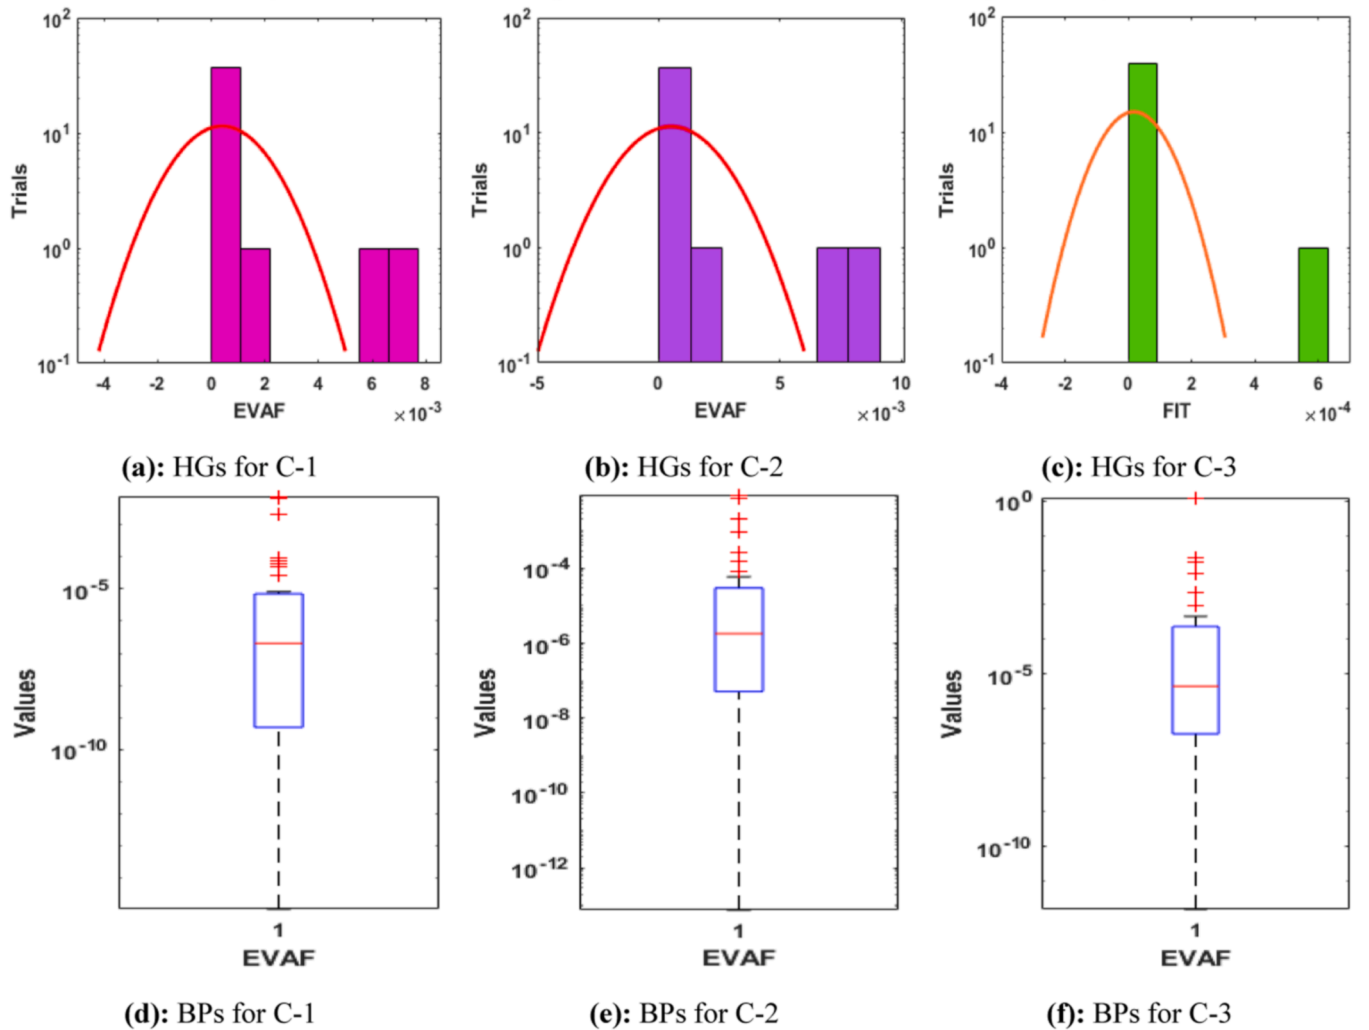 10^2
10^1
10^0
10^-1
Trials
-4 -2 0 2 4 6 8
EVAF
×10^-3
(a): HGs for C-1
10^2
10^1
10^0
10^-1
Trials
-5 0 5 10
EVAF
×10^-3
(b): HGs for C-2
10^2
10^1
10^0
10^-1
Trials
-4 -2 0 2 4 6
FIT
×10^-4
(c): HGs for C-3
10^-5
10^-10
Values
1
EVAF
(d): BPs for C-1
10^-4
10^-6
10^-8
10^-10
10^-12
Values
1
EVAF
(e): BPs for C-2
10^0
10^-5
10^-10
Values
1
EVAF
(f): BPs for C-3